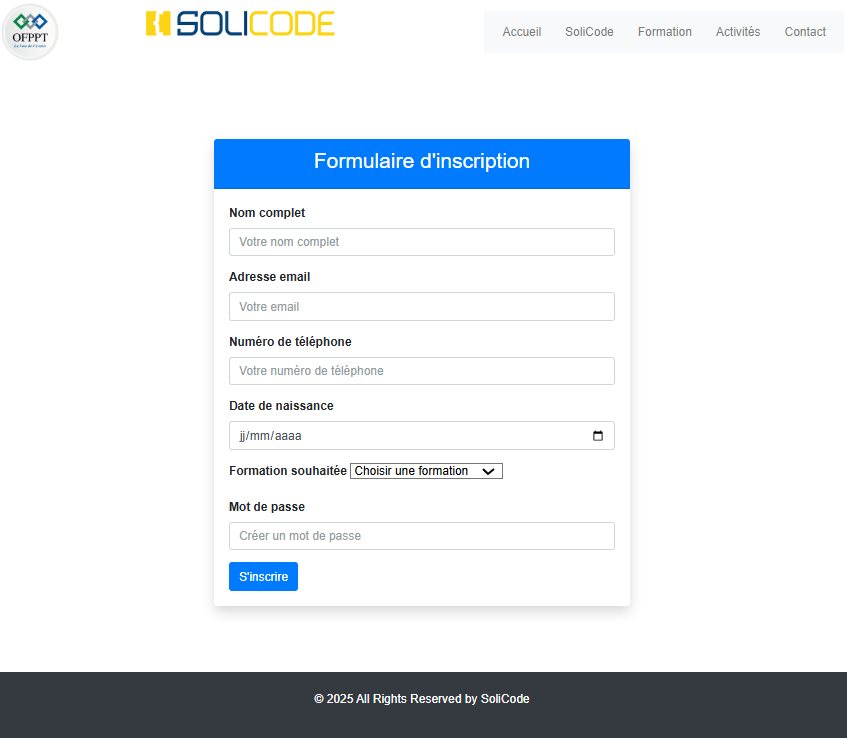 OFPPT
La Voie de l'Avenir
SOLICODE
Accueil SoliCode Formation Activités Contact
Formulaire d'inscription
Nom complet
Votre nom complet
Adresse email
Votre email
Numéro de téléphone
Votre numéro de téléphone
Date de naissance
jj/mm/aaaa
Formation souhaitée Choisir une formation
Mot de passe
Créer un mot de passe
S'inscrire
© 2025 All Rights Reserved by SoliCode